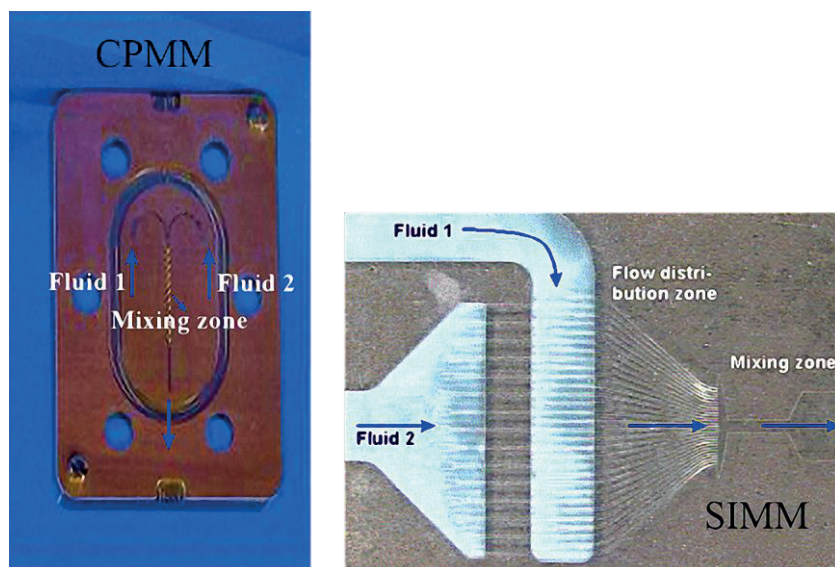 CPMM
Fluid 1
Fluid 2
Mixing zone
Fluid 1
Flow distri-
bution zone
Mixing zone
Fluid 2
SIMM